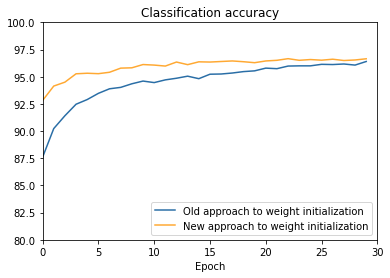 Classification accuracy
100.0
97.5
95.0
92.5
90.0
87.5
85.0
82.5
80.0
Old approach to weight initialization
New approach to weight initialization
0 5 10 15 20 25 30
Epoch